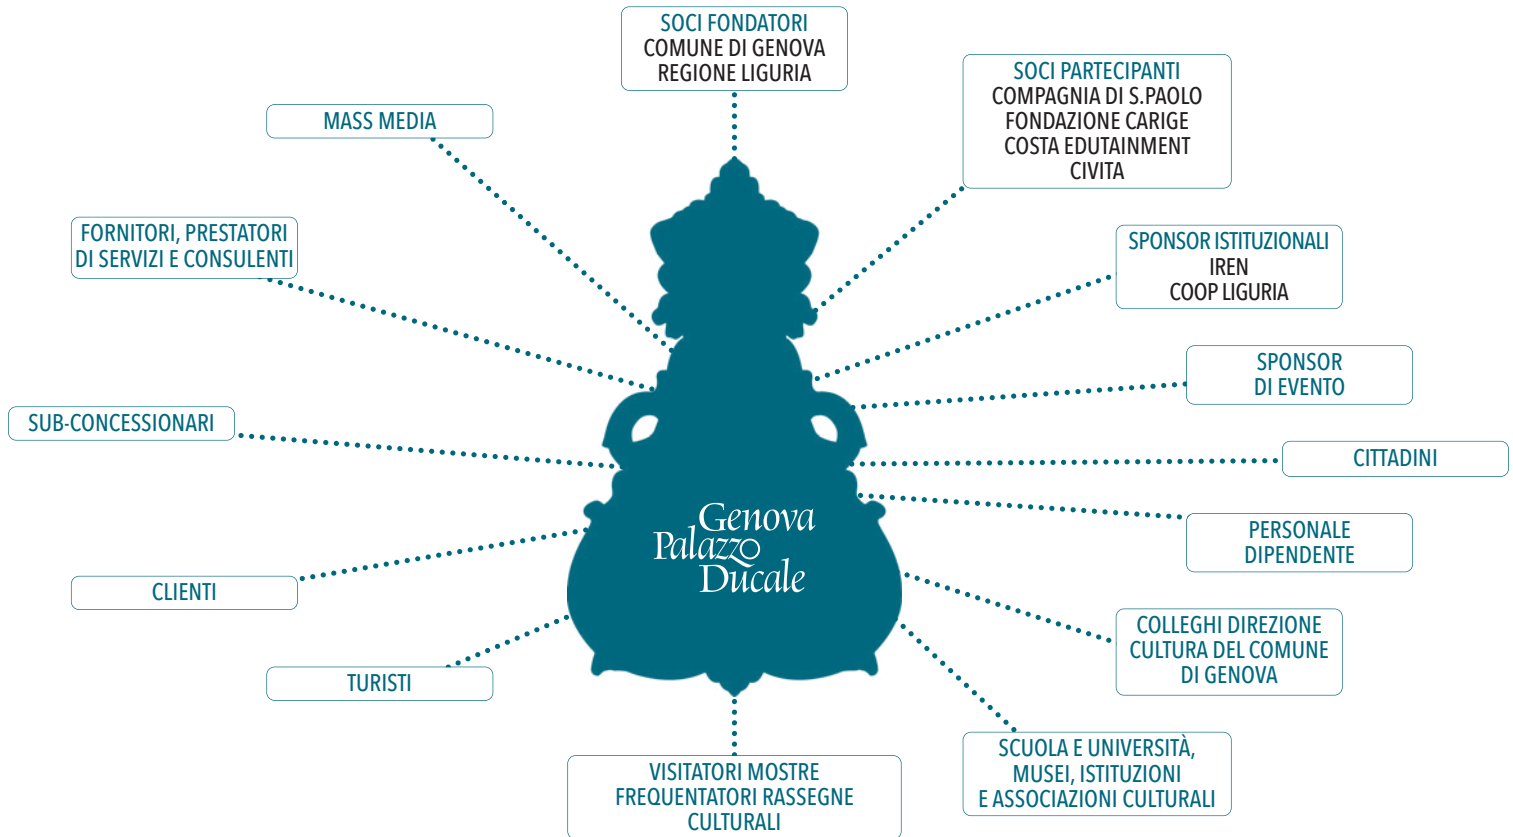 SOCI FONDATORI
COMUNE DI GENOVA
REGIONE LIGURIA
SOCI PARTECIPANTI
COMPAGNIA DI S.PAOLO
FONDAZIONE CARIGE
COSTA EDUTAINMENT
CIVITA
MASS MEDIA
FORNITORI, PRESTATORI
DI SERVIZI E CONSULENTI
SPONSOR ISTITUZIONALI
IREN
COOP LIGURIA
SPONSOR
DI EVENTO
SUB-CONCESSIONARI
CITTADINI
Genova
Palazzo
Ducale
PERSONALE
DIPENDENTE
CLIENTI
COLLEGHI DIREZIONE
CULTURA DEL COMUNE
DI GENOVA
TURISTI
SCUOLA E UNIVERSITÀ,
MUSEI, ISTITUZIONI
E ASSOCIAZIONI CULTURALI
VISITATORI MOSTRE
FREQUENTATORI RASSEGNE
CULTURALI